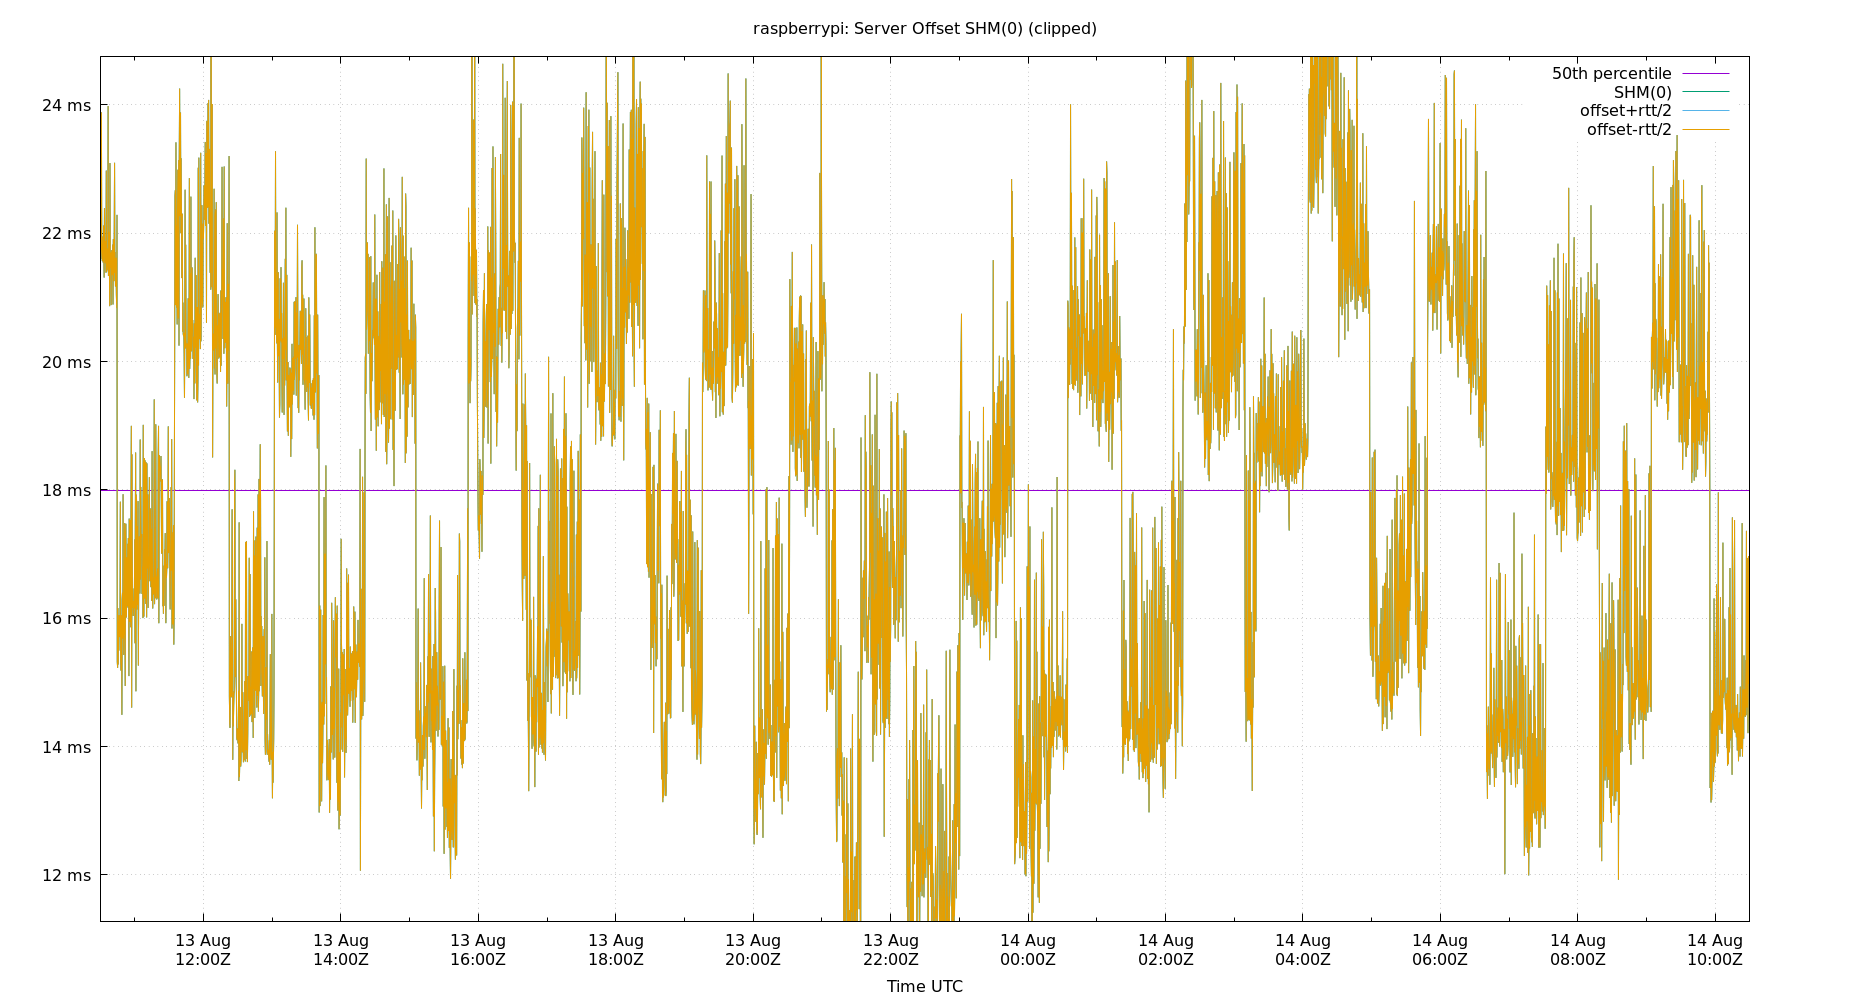 raspberrypi: Server Offset SHM(0) (clipped)
50th percentile
SHM(0)
offset+rtt/2
offset-rtt/2
24 ms
22 ms
20 ms
18 ms
16 ms
14 ms
12 ms
13 Aug 13 Aug 13 Aug 13 Aug 13 Aug 13 Aug 14 Aug 14 Aug 14 Aug 14 Aug 14 Aug 14 Aug
12:00Z 14:00Z 16:00Z 18:00Z 20:00Z 22:00Z 00:00Z 02:00Z 04:00Z 06:00Z 08:00Z 10:00Z
Time UTC